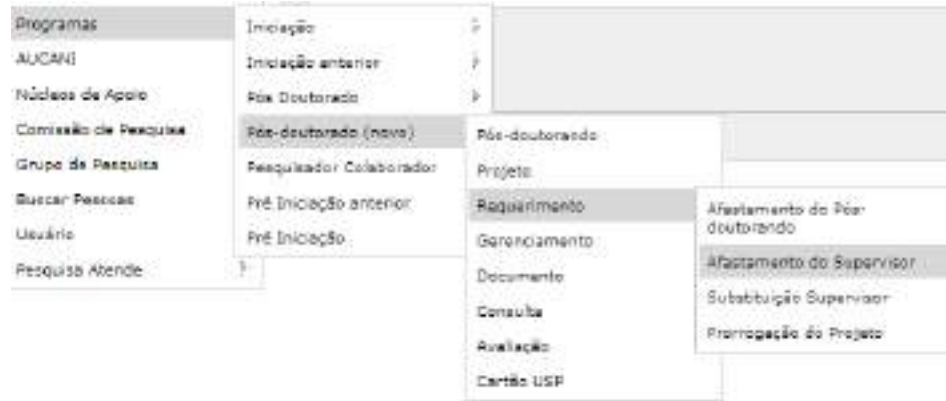 Programas
AUCANI
Núcleos de Apoio
Comissão de Pesquisa
Grupo de Pesquisa
Buscar Pessoas
Usuário
Pesquisa Atende
Iniciação
Iniciação anterior
Pós Doutorado
Pós-doutorado (novo)
Pesquisador Colaborador
Pré Iniciação anterior
Pré Iniciação
Pós-doutorando
Projeto
Requerimento
Gerenciamento
Documento
Consulta
Avaliação
Cartão USP
Afastamento do Pós-
doutorando
Afastamento do Supervisor
Substituição Supervisor
Prorrogação do Projeto